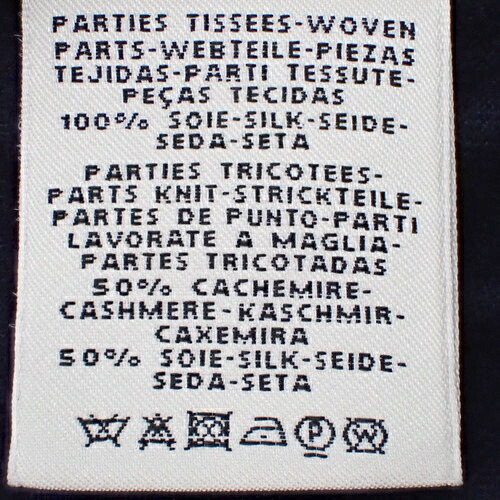 PARTIES TISSEES-WOVEN
PARTS-WEBTEILE-PIEZAS
TEJIDAS-PARTI TESSUTE-
PEÇAS TECIDAS
100% SOIE-SILK-SEIDE-
SEDA-SETA
PARTIES TRICOTEES-
PARTS KNIT-STRICKTEILE-
PARTES DE PUNTO-PARTI
LAVORATE A MAGLIA-
PARTES TRICOTADAS
50% CACHEMIRE-
CASHMERE-KASCHMIR-
CAXEMIRA
50% SOIE-SILK-SEIDE-
SEDA-SETA
P W